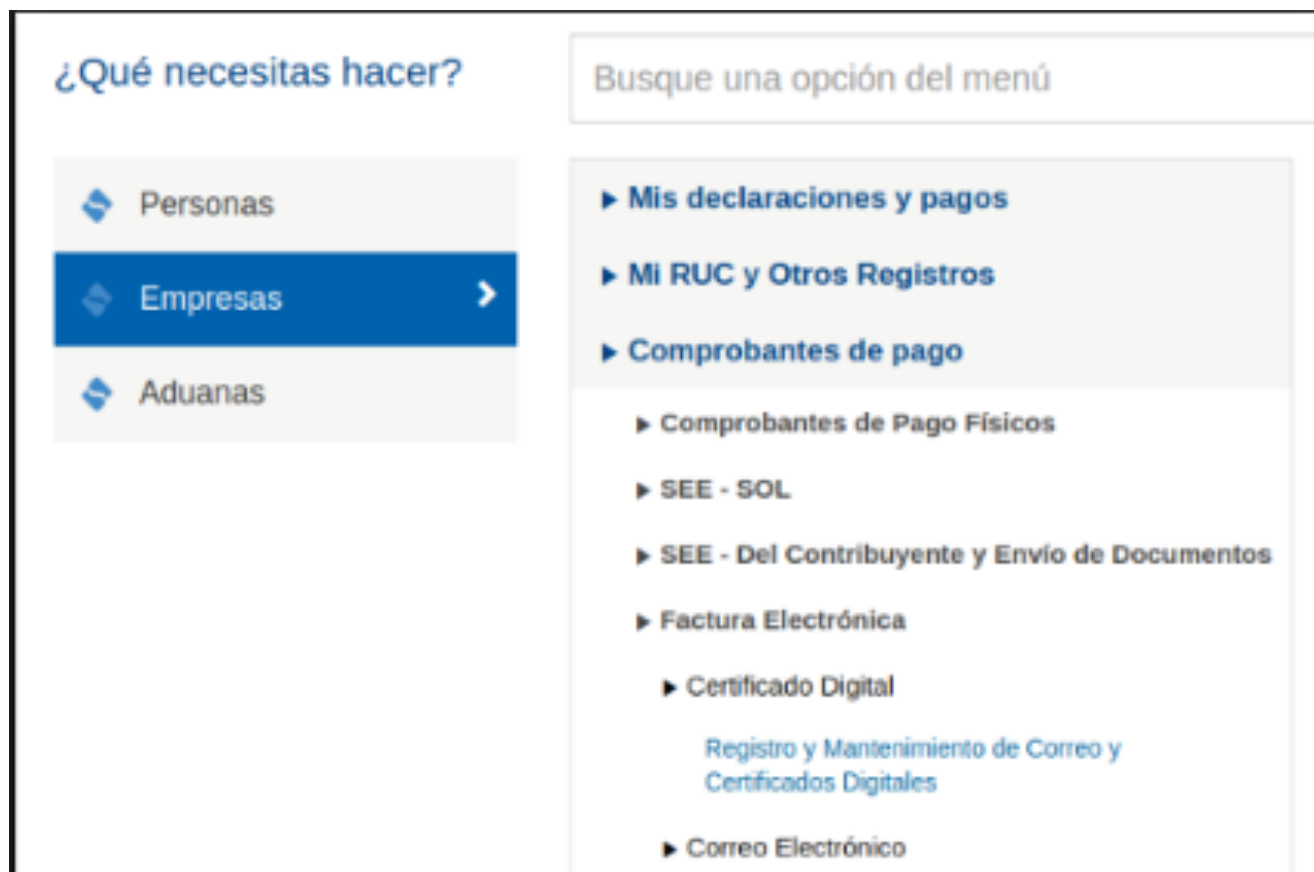 ¿Qué necesitas hacer?
Busque una opción del menú
Personas
Empresas
Aduanas
Mis declaraciones y pagos
Mi RUC y Otros Registros
Comprobantes de pago
Comprobantes de Pago Físicos
SEE - SOL
SEE - Del Contribuyente y Envío de Documentos
Factura Electrónica
Certificado Digital
Registro y Mantenimiento de Correo y
Certificados Digitales
Correo Electrónico